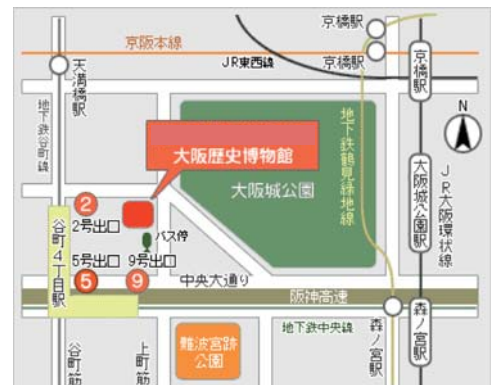 京橋駅
京阪本線
JR東西線
京橋駅
京橋駅
天満橋駅
地下鉄谷町線
N
大阪歴史博物館
地下鉄鶴見緑地線
大阪城公園
大阪城公園駅
JR大阪環状線
2
2号出口
バス停
谷町4丁目駅
5号出口
9号出口
5
9
中央大通り
阪神高速
地下鉄中央線
森ノ宮駅
森ノ宮駅
難波宮跡
公園
谷町筋
上町筋